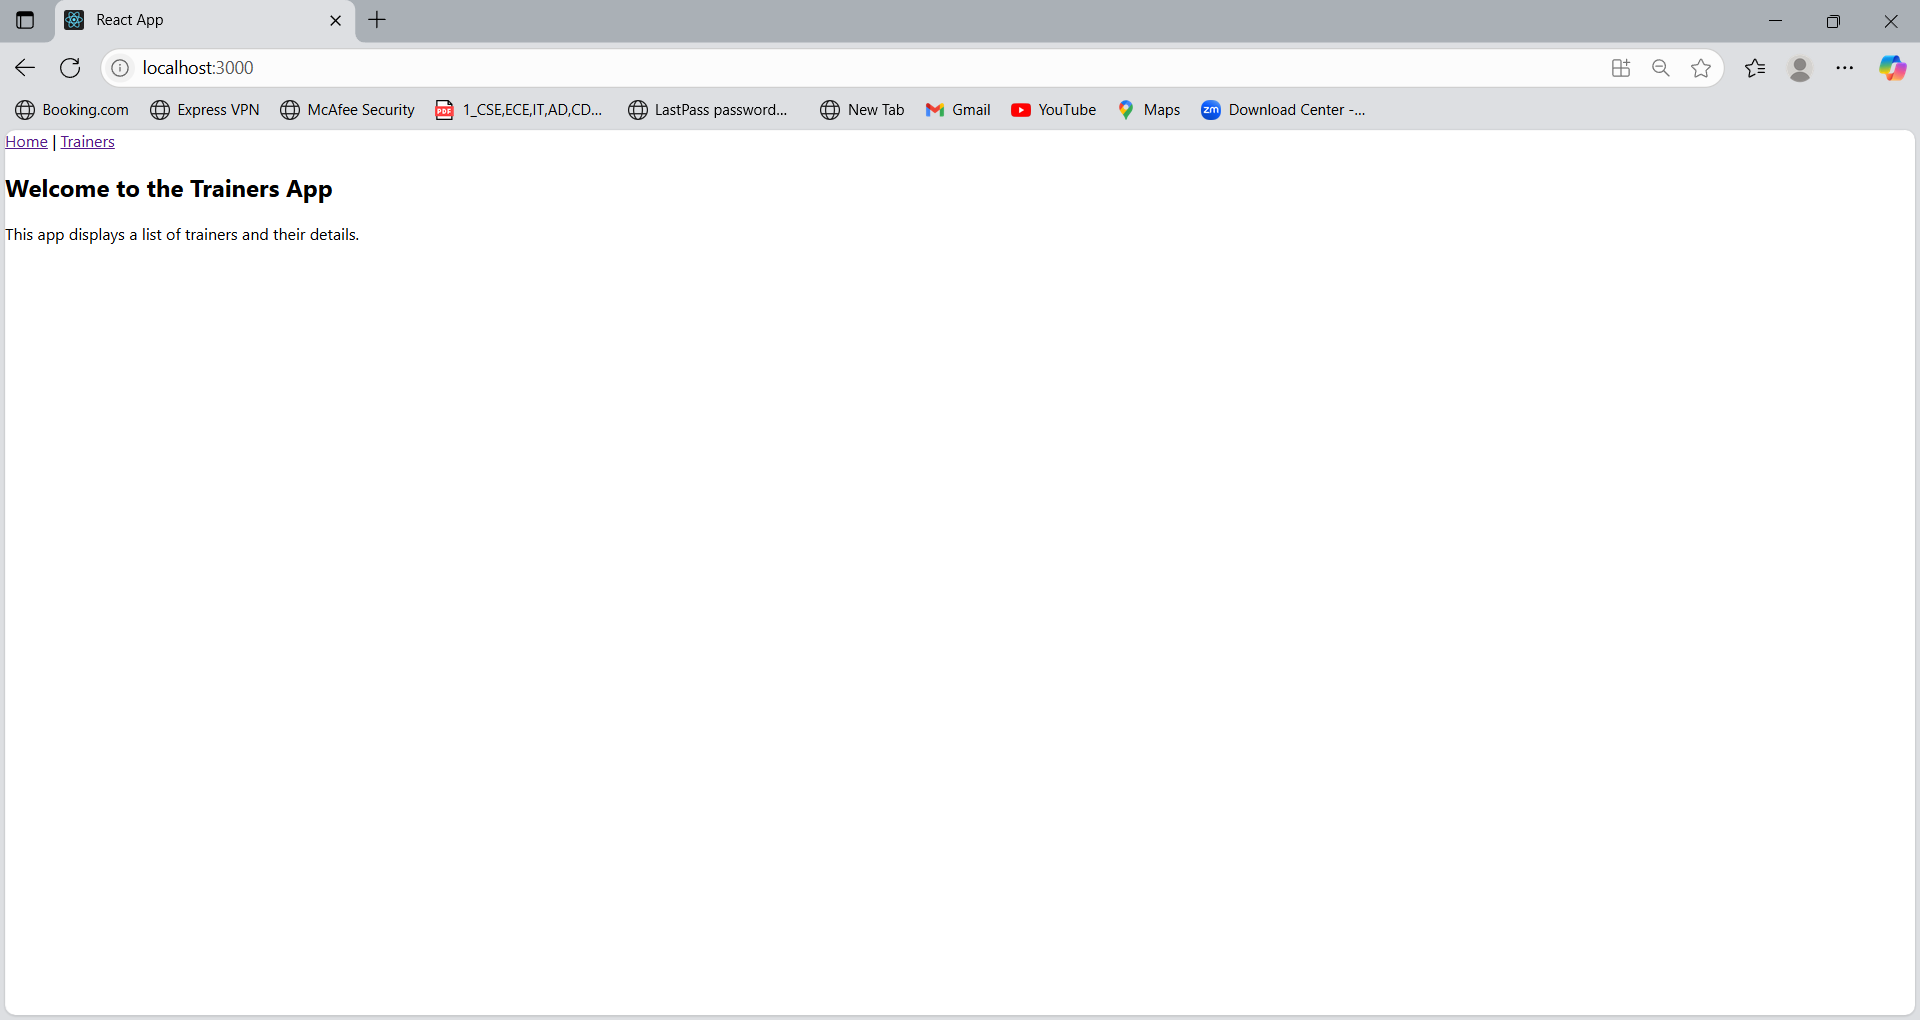 React App
localhost:3000
Booking.com Express VPN McAfee Security 1_CSE,ECE,IT,AD,CD... LastPass password... New Tab Gmail YouTube Maps zm Download Center -...
Home | Trainers
Welcome to the Trainers App
This app displays a list of trainers and their details.